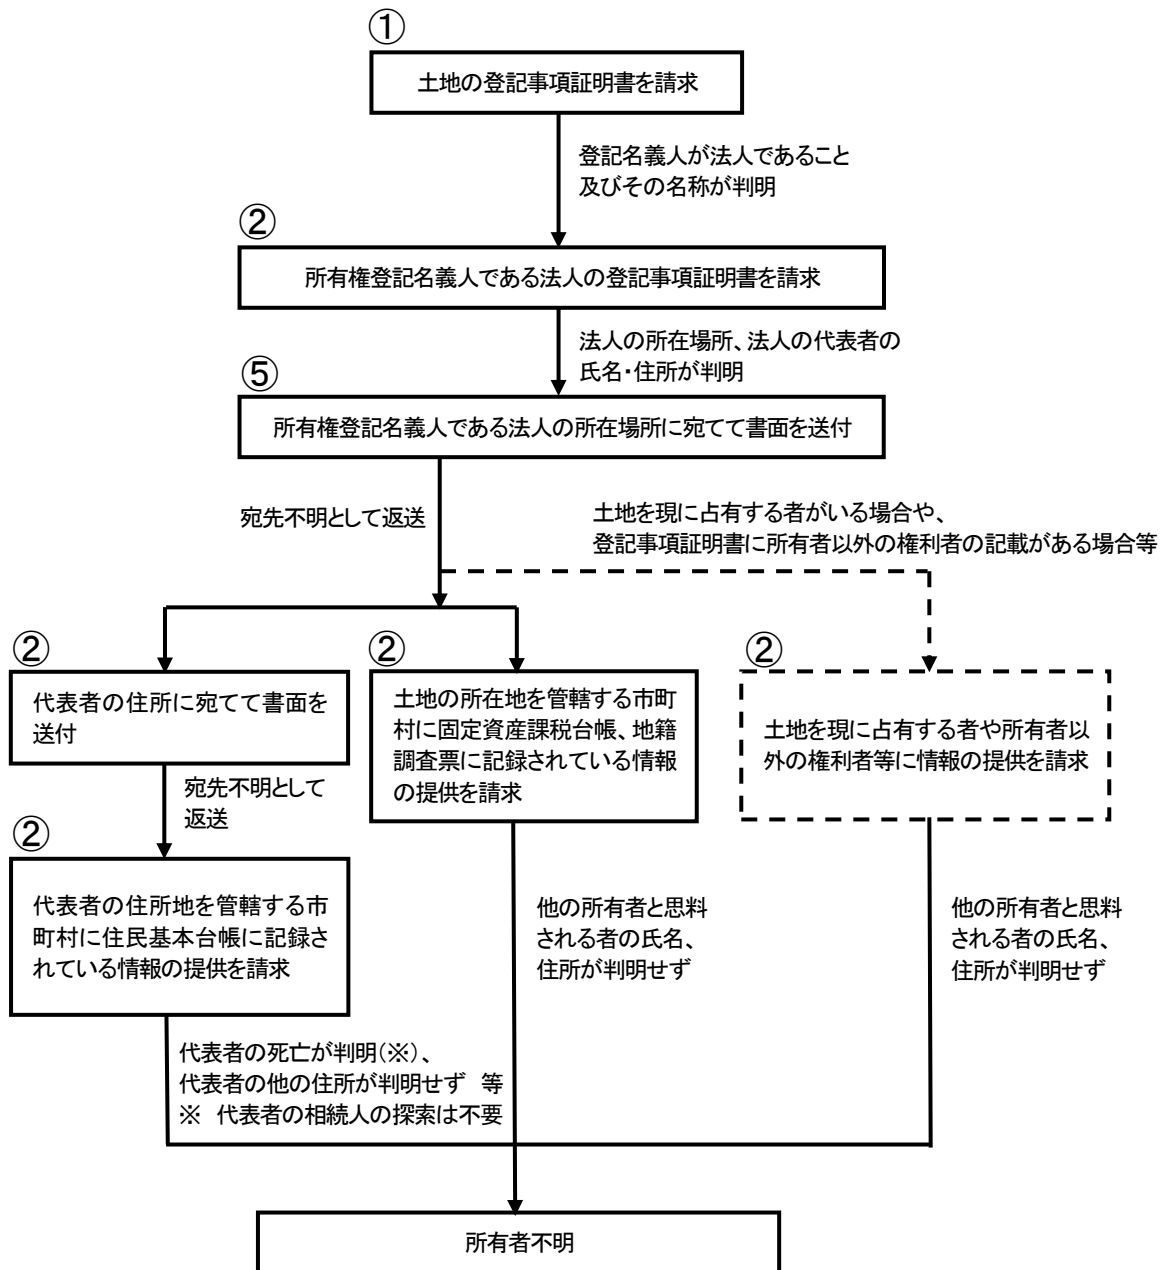 ①
土地の登記事項証明書を請求
登記名義人が法人であること
及びその名称が判明
②
所有権登記名義人である法人の登記事項証明書を請求
法人の所在場所、法人の代表者の
氏名・住所が判明
⑤
所有権登記名義人である法人の所在場所に宛てて書面を送付
宛先不明として返送
土地を現に占有する者がいる場合や、
登記事項証明書に所有者以外の権利者の記載がある場合等
②
代表者の住所に宛てて書面を
送付
宛先不明として
返送
②
代表者の住所地を管轄する市
町村に住民基本台帳に記録さ
れている情報の提供を請求
代表者の死亡が判明(※)、
代表者の他の住所が判明せず 等
※ 代表者の相続人の探索は不要
②
土地の所在地を管轄する市町
村に固定資産課税台帳、地籍
調査票に記録されている情報
の提供を請求
他の所有者と思料
される者の氏名、
住所が判明せず
②
土地を現に占有する者や所有者以
外の権利者等に情報の提供を請求
他の所有者と思料
される者の氏名、
住所が判明せず
所有者不明